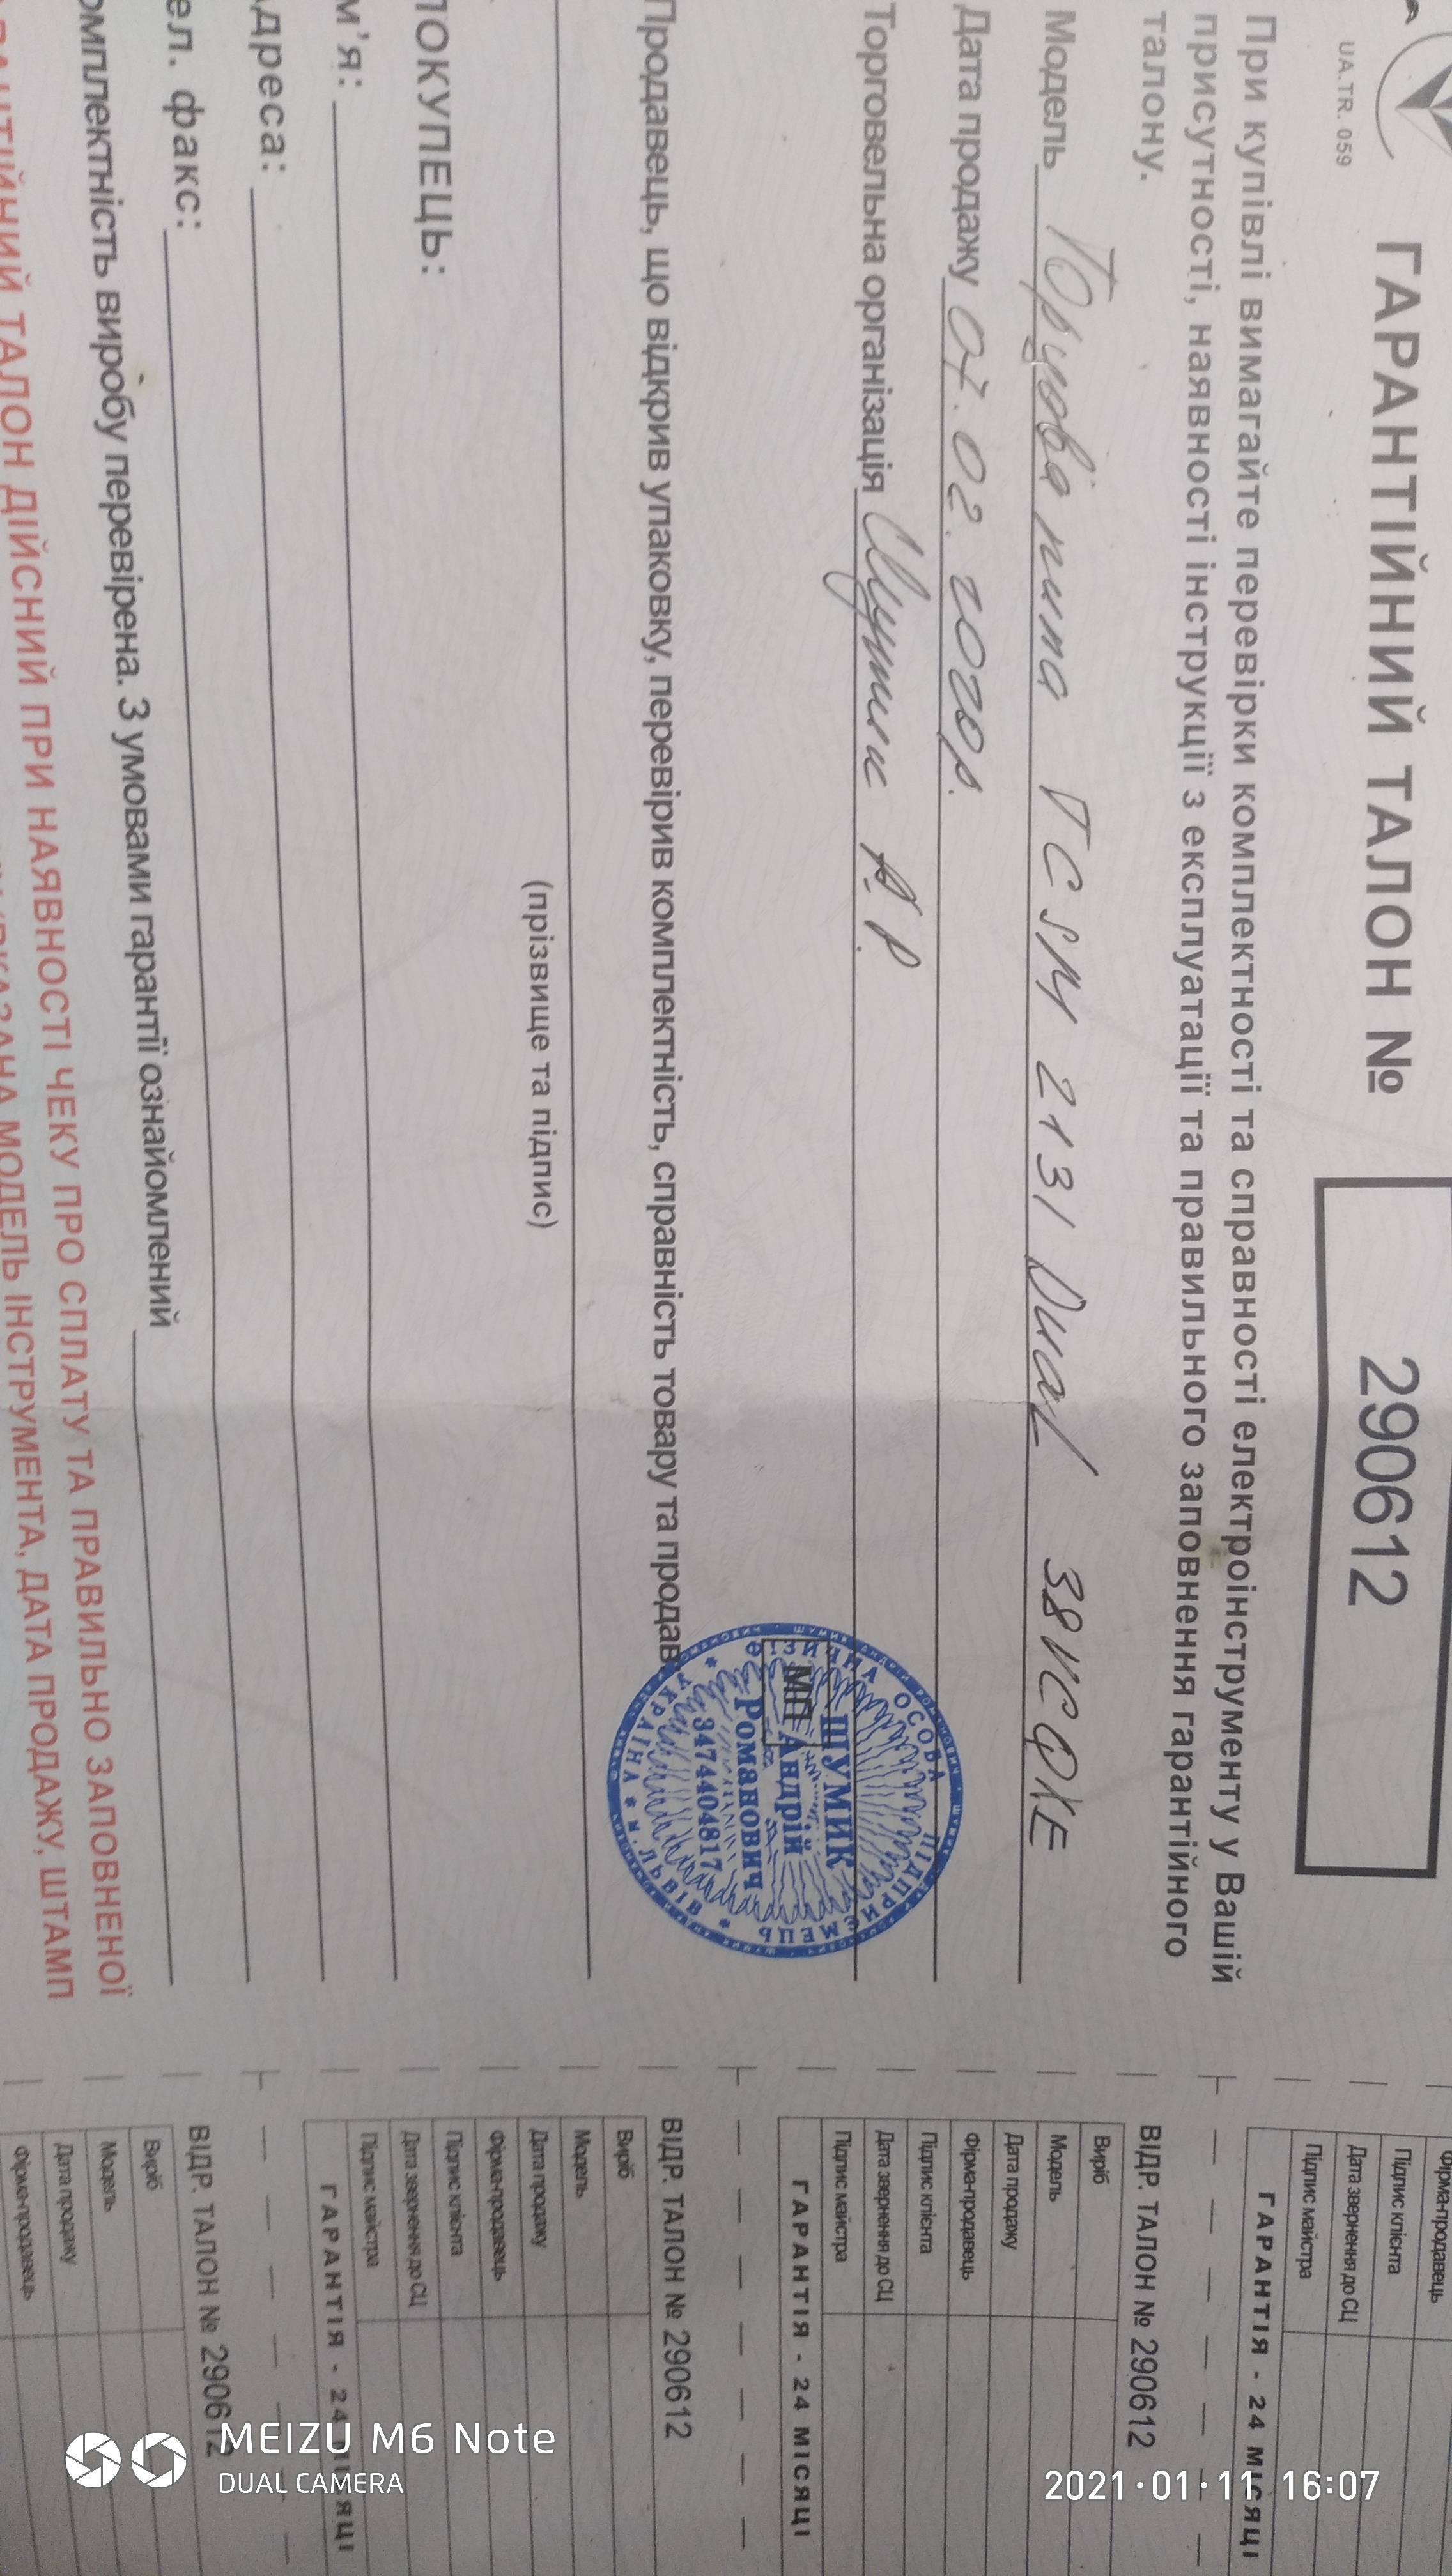 UA.TR. 059
ГАРАНТІЙНИЙ ТАЛОН № 290612
При купівлі вимагайте перевірки комплектності та справності електроінструменту у Вашій
присутності, наявності інструкції з експлуатації та правильного заповнення гарантійного
талону.
Модель Торцова пила TCSM 2131 Dual
Дата продажу 07.02.2020р.
Торговельна організація Шумик А.Р.
Продавець, що відкрив упаковку, перевірив комплектність, справність товару та продав
МП
ФІЗИЧНА ОСОБА ПІДПРИЄМЕЦЬ
ШУМИК
Андрій
Романович
3474404817
УКРАЇНА * м.ЛЬВІВ *
(прізвище та підпис)
ПОКУПЕЦЬ:
м'я:
дреса:
ел. факс:
омплектність виробу перевірена. З умовами гарантії ознайомлений
АРАНТІЙНИЙ ТАЛОН ДІЙСНИЙ ПРИ НАЯВНОСТІ ЧЕКУ ПРО СПЛАТУ ТА ПРАВИЛЬНО ЗАПОВНЕНОЇ
ВКАЗАНА МОДЕЛЬ ІНСТРУМЕНТА, ДАТА ПРОДАЖУ, ШТАМП
Фірма-продавець
Підпис клієнта
Дата звернення до СЦ
Підпис майстра
ГАРАНТІЯ - 24 МІСЯЦІ
ВІДР. ТАЛОН № 290612
Виріб
Модель
Дата продажу
Фірма-продавець
Підпис клієнта
Дата звернення до СЦ
Підпис майстра
ГАРАНТІЯ - 24 МІСЯЦІ
ВІДР. ТАЛОН № 290612
Виріб
Модель
Дата продажу
Фірма-продавець
Підпис клієнта
Дата звернення до СЦ
Підпис майстра
ГАРАНТІЯ - 24 МІСЯЦІ
ВІДР. ТАЛОН № 290612
Виріб
Модель
Дата продажу
Фірма-продавець
MEIZU M6 Note
DUAL CAMERA
2021·01·11 16:07